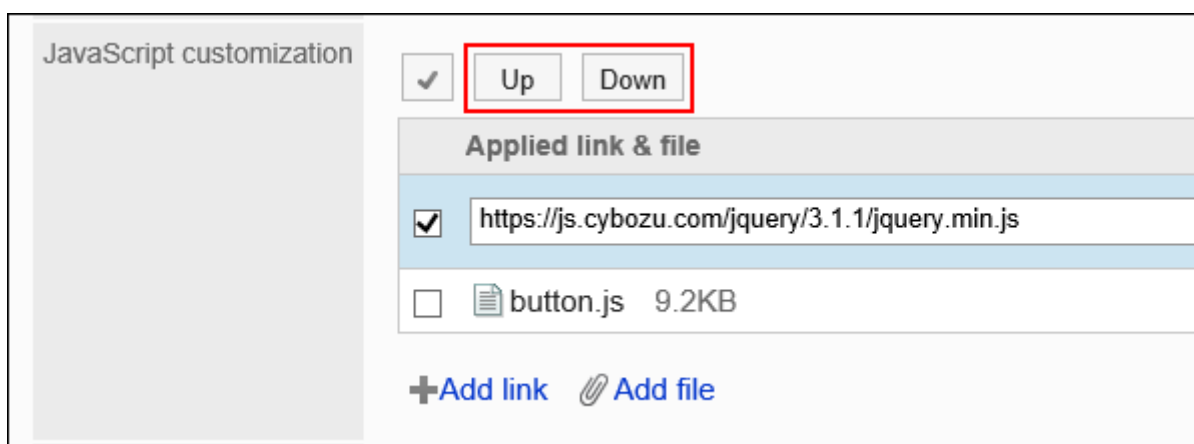 JavaScript customization
Up Down
Applied link & file
https://js.cybozu.com/jquery/3.1.1/jquery.min.js
button.js 9.2KB
Add link Add file